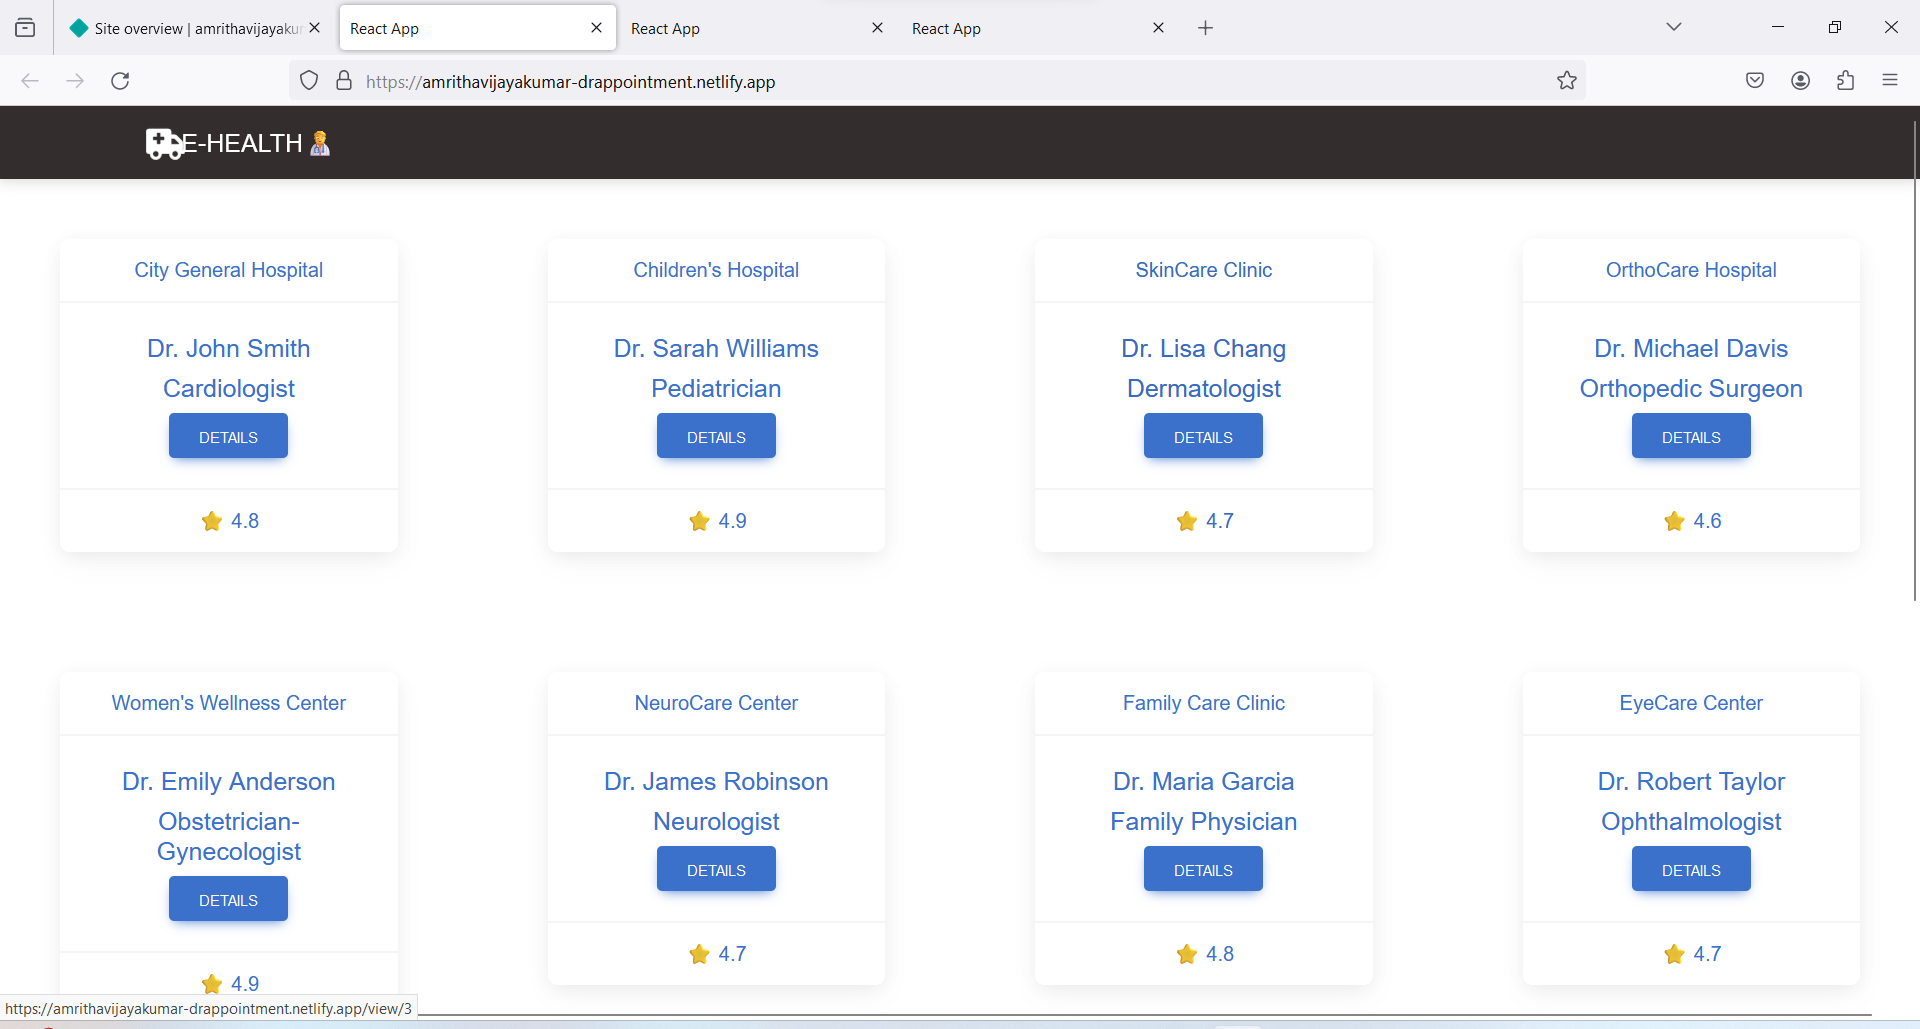 Site overview | amrithavijayakur
React App
React App
React App
https://amrithavijayakumar-drappointment.netlify.app
E-HEALTH
City General Hospital
Dr. John Smith
Cardiologist
DETAILS
4.8
Children's Hospital
Dr. Sarah Williams
Pediatrician
DETAILS
4.9
SkinCare Clinic
Dr. Lisa Chang
Dermatologist
DETAILS
4.7
OrthoCare Hospital
Dr. Michael Davis
Orthopedic Surgeon
DETAILS
4.6
Women's Wellness Center
Dr. Emily Anderson
Obstetrician-
Gynecologist
DETAILS
4.9
NeuroCare Center
Dr. James Robinson
Neurologist
DETAILS
4.7
Family Care Clinic
Dr. Maria Garcia
Family Physician
DETAILS
4.8
EyeCare Center
Dr. Robert Taylor
Ophthalmologist
DETAILS
4.7
https://amrithavijayakumar-drappointment.netlify.app/view/3